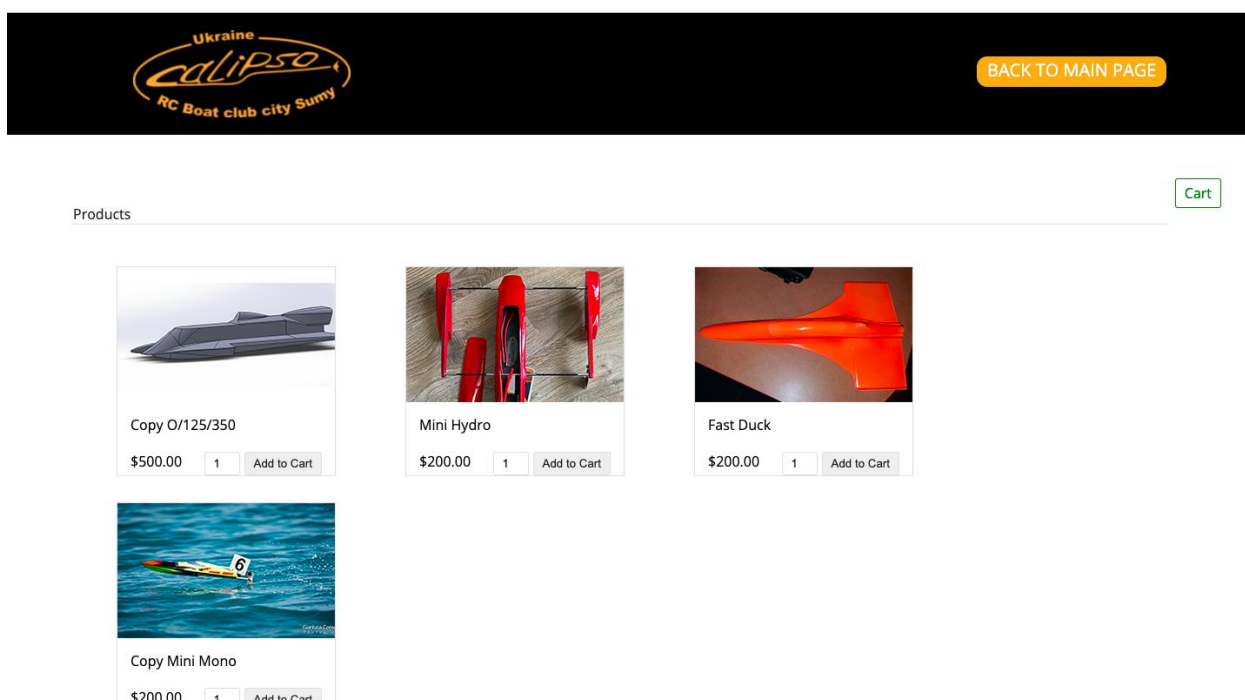 Ukraine
calipso
RC Boat club city Sumy
BACK TO MAIN PAGE
Cart
Products
Copy O/125/350
$500.00 1 Add to Cart
Mini Hydro
$200.00 1 Add to Cart
Fast Duck
$200.00 1 Add to Cart
6
Copy Mini Mono
$200.00 1 Add to Cart